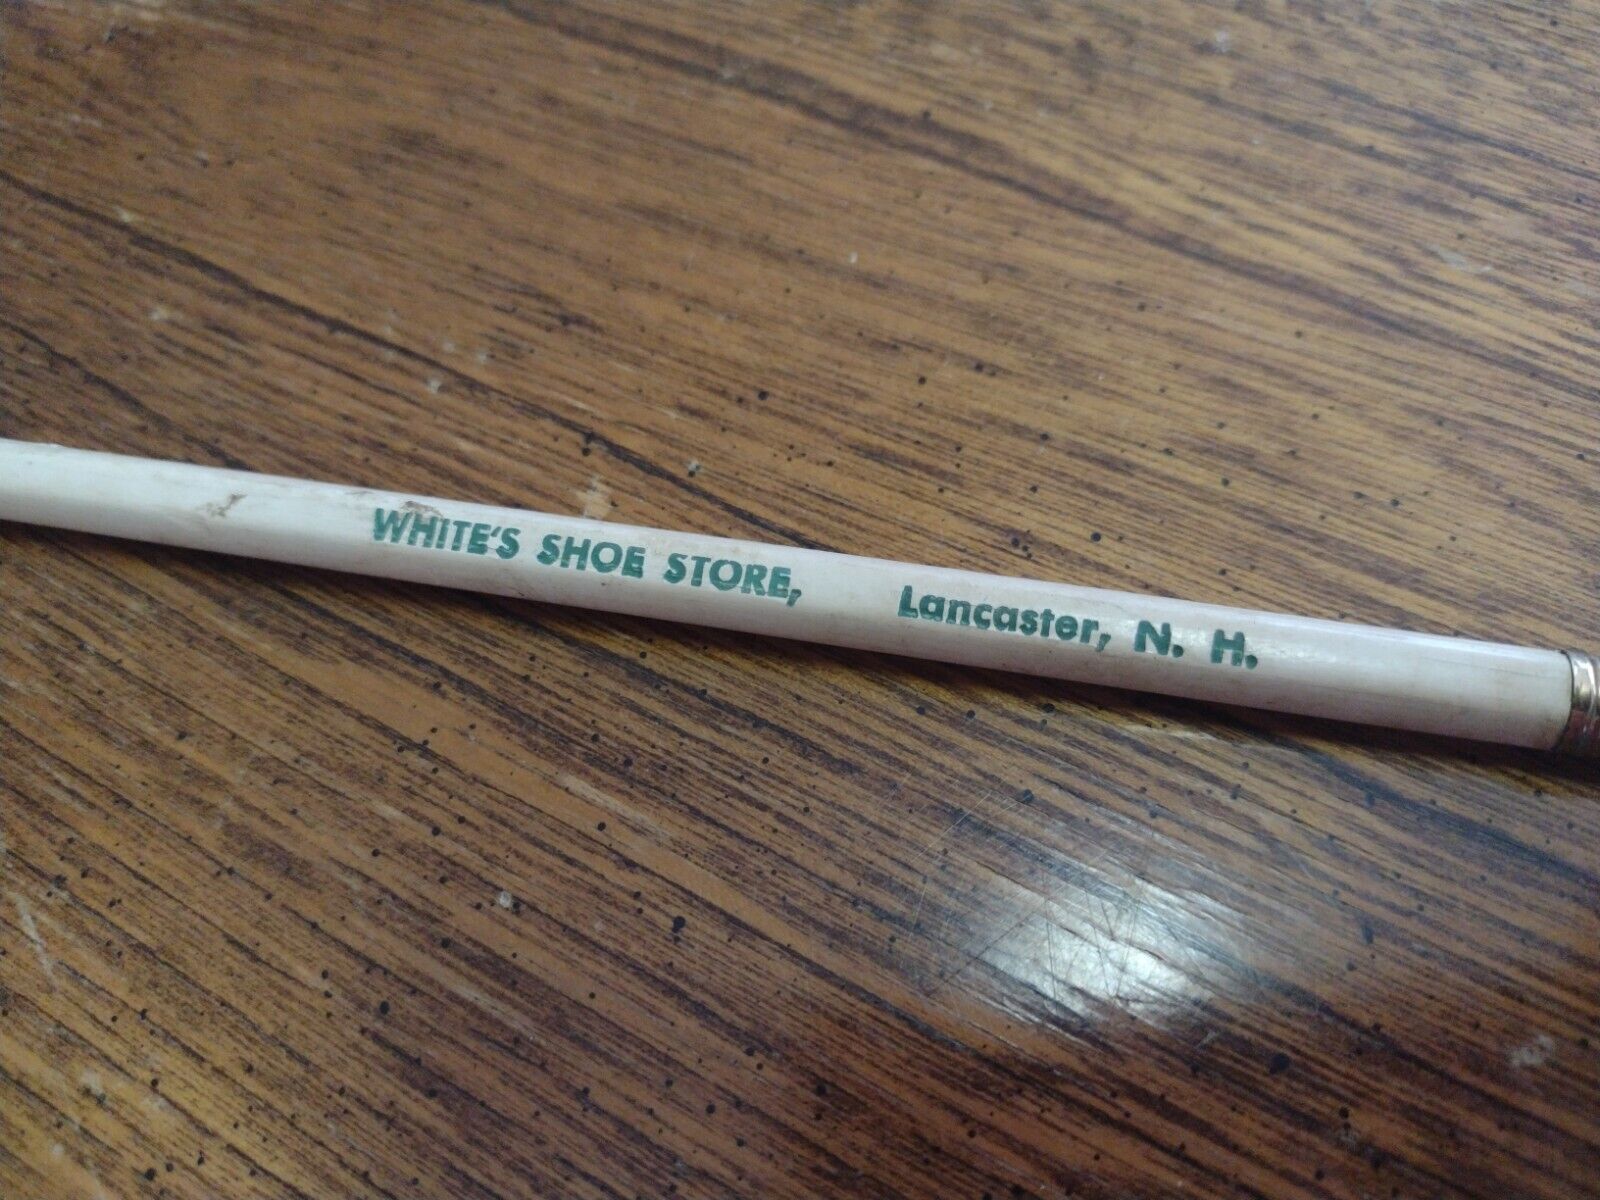 WHITE'S SHOE STORE, Lancaster, N. H.